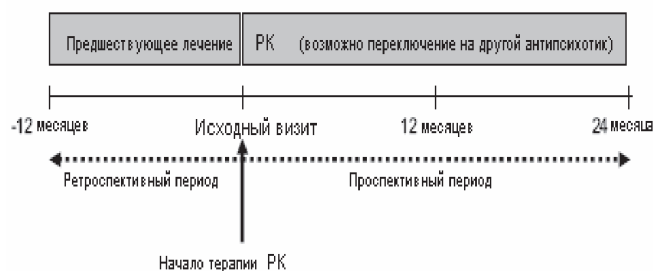 Предшествующее лечение РК (возможно переключение на другой антипсихотик)
-12 месяцев Исходный визит 12 месяцев 24 месяца
Ретроспективный период Проспективный период
Начало терапии РК